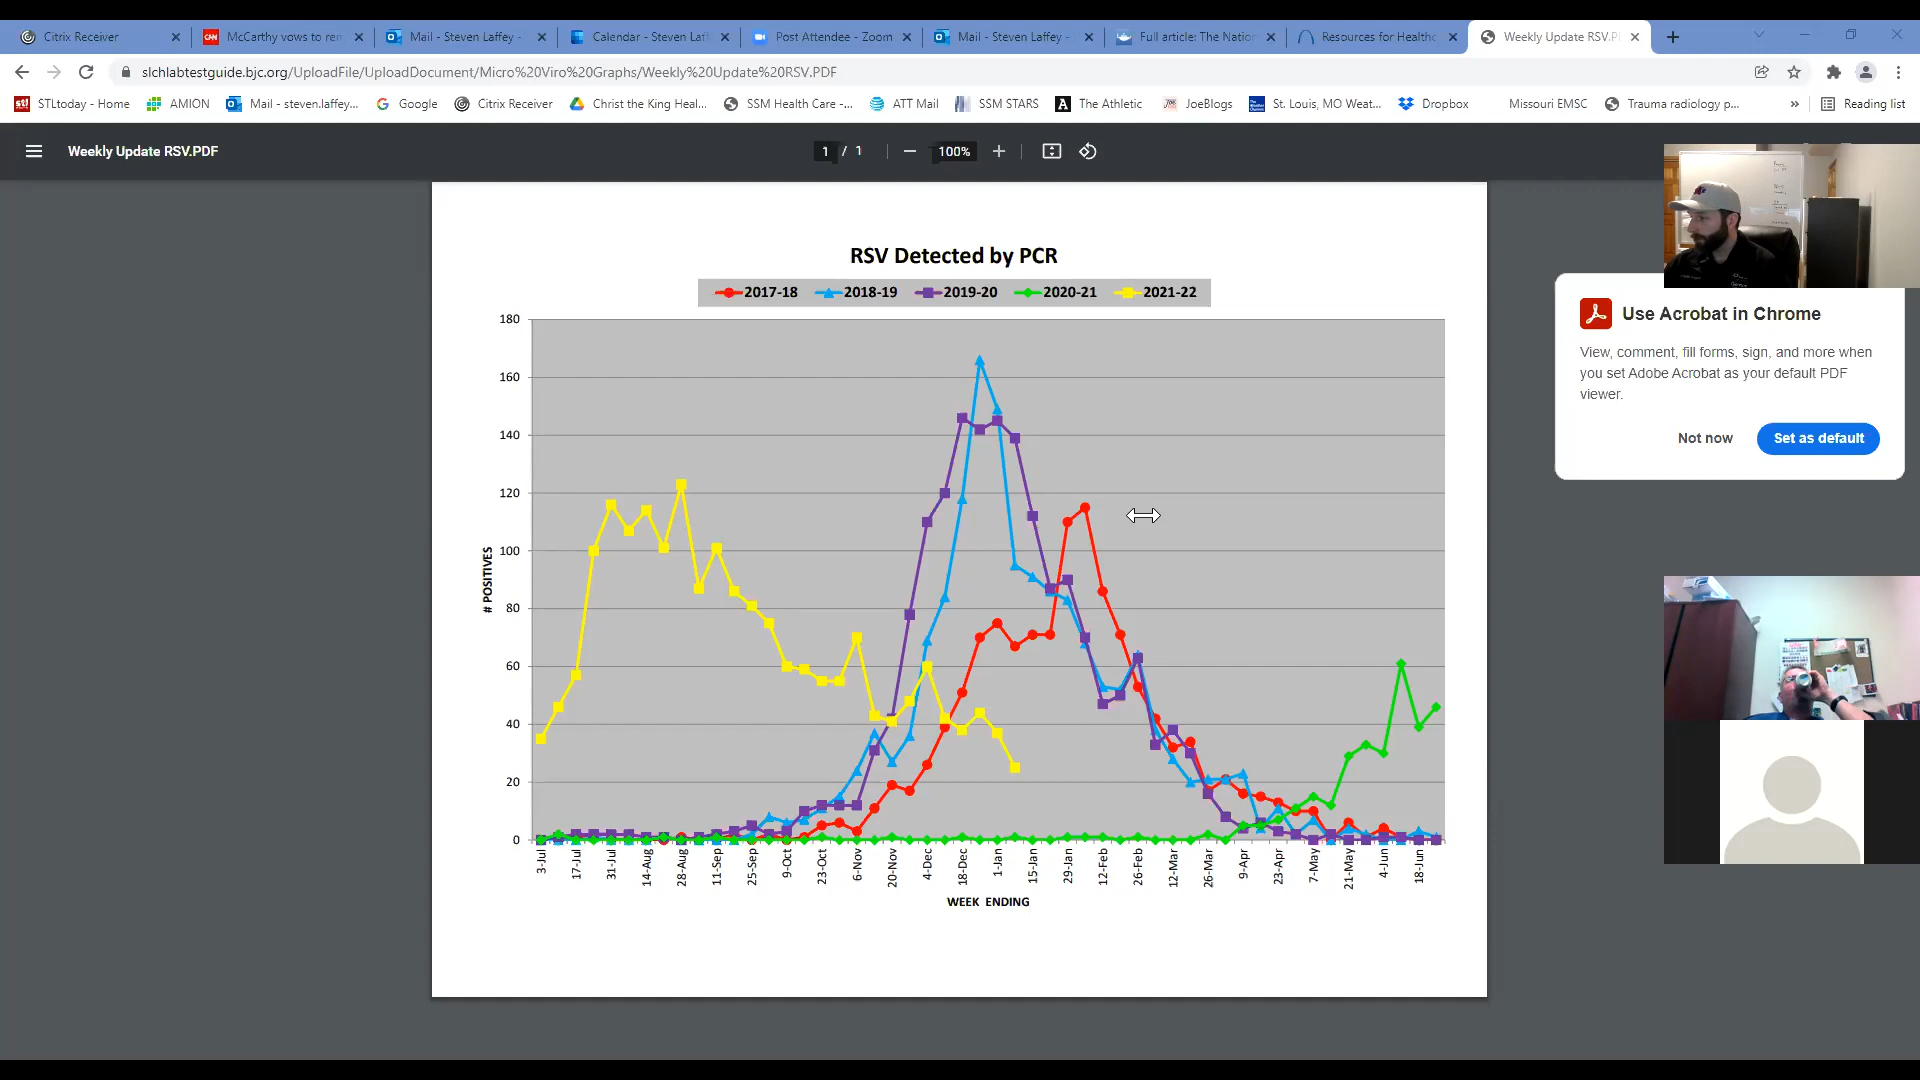 Citrix Receiver
McCarthy vows to rem
Mail - Steven Laffey -
Calendar - Steven Laf
Post Attendee - Zoom
Mail - Steven Laffey -
Full article: The Nation
Resources for Healthc
Weekly Update RSV.P
slchlabtestguide.bjc.org/UploadFile/UploadDocument/Micro%20Viro%20Graphs/Weekly%20Update%20RSV.PDF
STLtoday - Home
AMION
Mail - steven.laffey...
Google
Citrix Receiver
Christ the King Heal...
SSM Health Care -...
ATT Mail
SSM STARS
The Athletic
JoeBlogs
St. Louis, MO Weat...
Dropbox
Missouri EMSC
Trauma radiology p...
»
Reading list
Weekly Update RSV.PDF
1 / 1
100%
RSV Detected by PCR
2017-18 2018-19 2019-20 2020-21 2021-22
180
160
140
120
100
80
60
40
20
0
# POSITIVES
3-Jul
17-Jul
31-Jul
14-Aug
28-Aug
11-Sep
25-Sep
9-Oct
23-Oct
6-Nov
20-Nov
4-Dec
18-Dec
1-Jan
15-Jan
29-Jan
12-Feb
26-Feb
12-Mar
26-Mar
9-Apr
23-Apr
7-May
21-May
4-Jun
18-Jun
WEEK ENDING
Use Acrobat in Chrome
View, comment, fill forms, sign, and more when
you set Adobe Acrobat as your default PDF
viewer.
Not now
Set as default